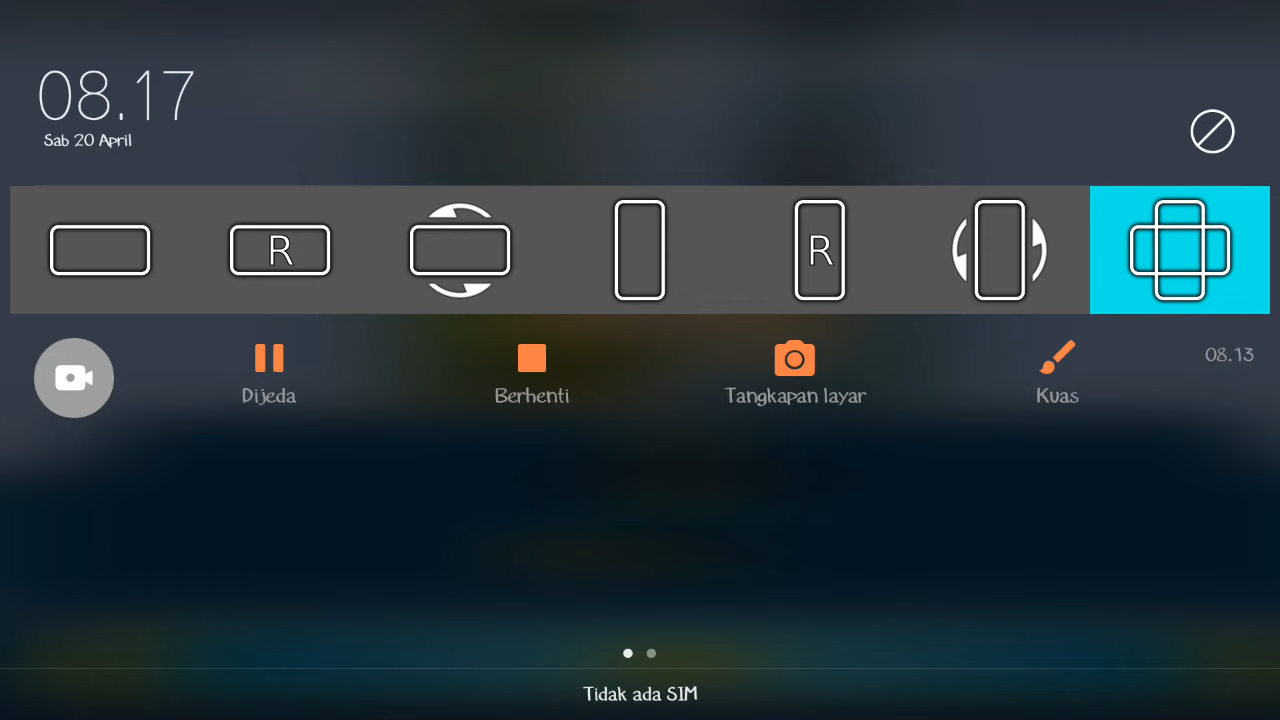 08.17
Sab 20 April
R
R
Dijeda
Berhenti
Tangkapan layar
Kuas
08.13
Tidak ada SIM